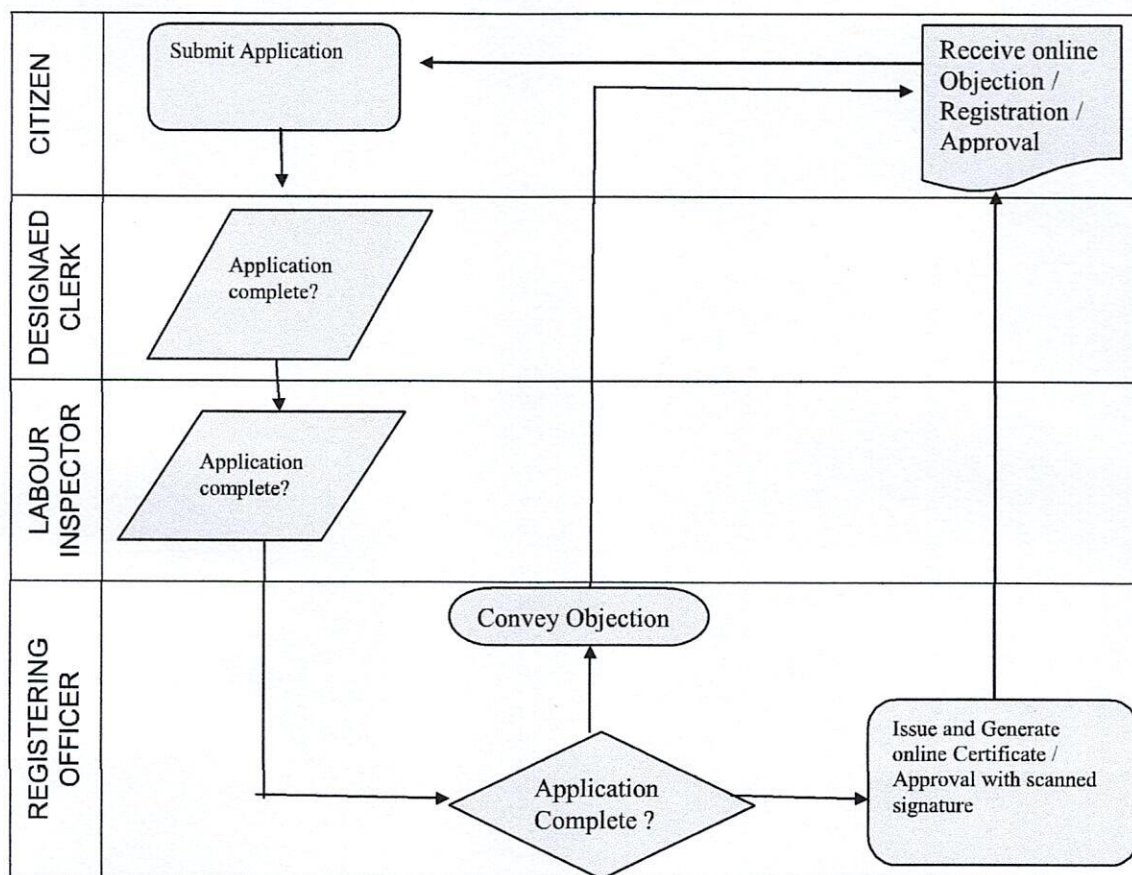 CITIZEN
Submit Application
Receive online
Objection /
Registration /
Approval
DESIGNAED
CLERK
Application
complete?
LABOUR
INSPECTOR
Application
complete?
REGISTERING
OFFICER
Convey Objection
Application
Complete ?
Issue and Generate
online Certificate /
Approval with scanned
signature